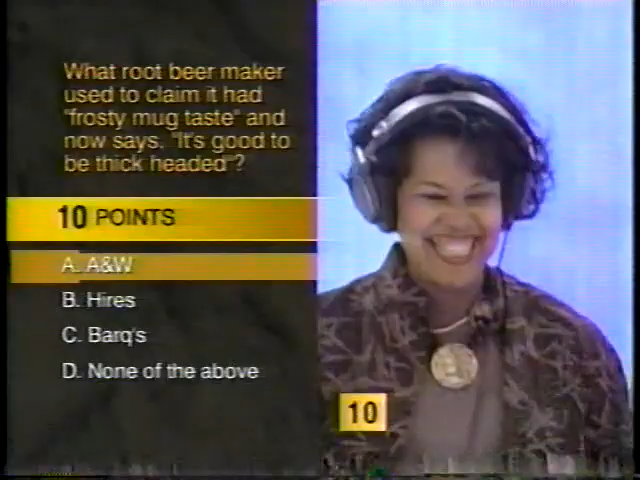 What root beer maker
used to claim it had
"frosty mug taste" and
now says, "It's good to
be thick headed"?
10 POINTS
A. A&W
B. Hires
C. Barq's
D. None of the above
10